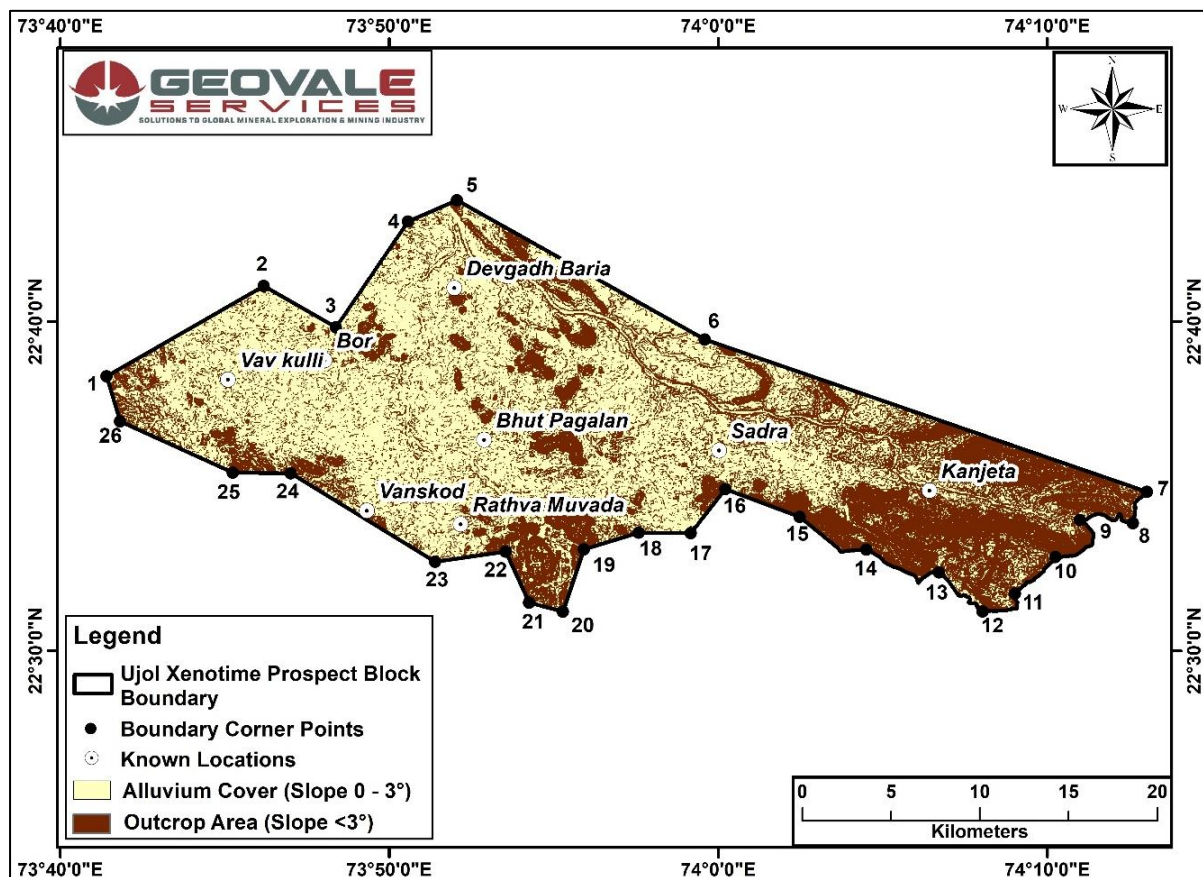 73°40'0"E 73°50'0"E 74°0'0"E 74°10'0"E
GEOVALE
SERVICES
SOLUTIONS TO GLOBAL MINERAL EXPLORATION & MINING INDUSTRY
N
W E
S
5
4
2
Devgadh Baria
3
6
22°40'0"N 22°40'0"N
Bor
Vav kulli
1
Bhut Pagalan
26
Sadra
Kanjeta
7
25 24
Vanskod
Rathva Muvada
16
9 8
15
18 17
19
22
14
10
23
13
11
21 20
12
22°30'0"N 22°30'0"N
Legend
Ujol Xenotime Prospect Block
Boundary
Boundary Corner Points
Known Locations
Alluvium Cover (Slope 0 - 3°)
Outcrop Area (Slope <3°)
0 5 10 15 20
Kilometers
73°40'0"E 73°50'0"E 74°0'0"E 74°10'0"E